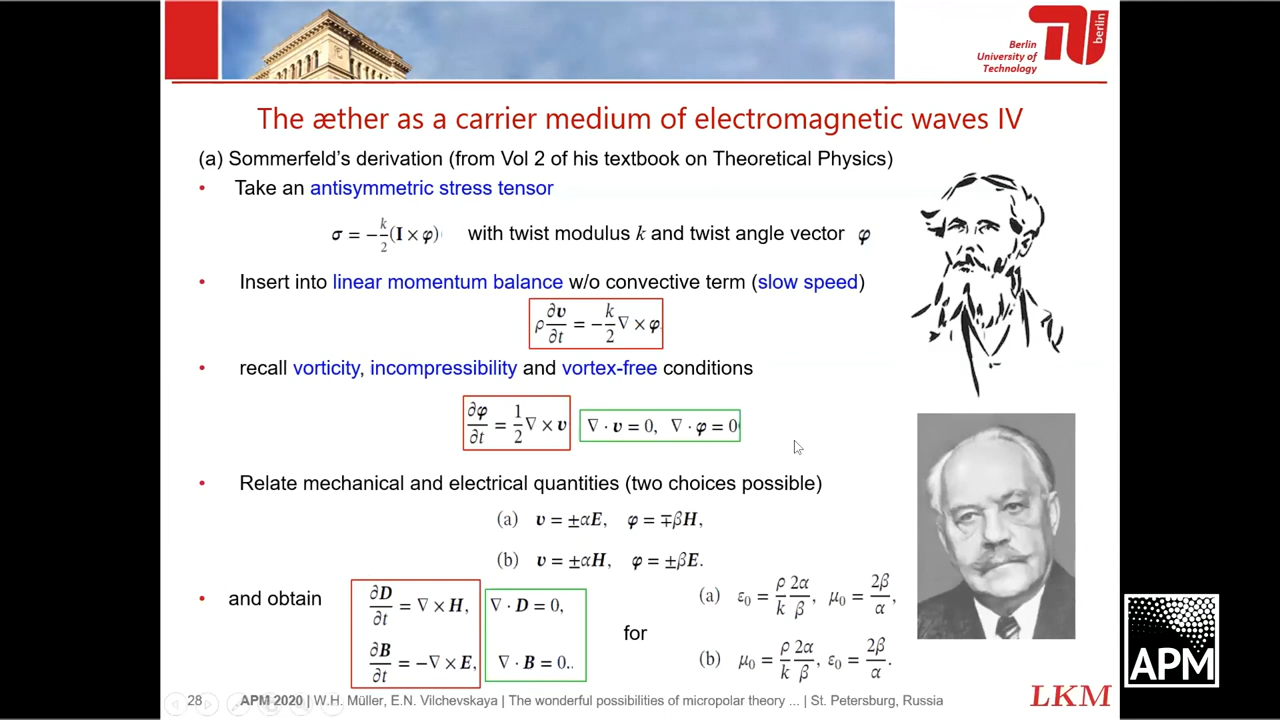 berlin
Berlin
University of
Technology
The æther as a carrier medium of electromagnetic waves IV
(a) Sommerfeld's derivation (from Vol 2 of his textbook on Theoretical Physics)
• Take an antisymmetric stress tensor
σ = −k/2 (I × φ) with twist modulus k and twist angle vector φ
• Insert into linear momentum balance w/o convective term (slow speed)
ρ ∂v/∂t = −k/2 ∇ × φ
• recall vorticity, incompressibility and vortex-free conditions
∂φ/∂t = 1/2 ∇ × v ∇ · v = 0, ∇ · φ = 0
• Relate mechanical and electrical quantities (two choices possible)
(a) v = ±αE, φ = ∓βH,
(b) v = ±αH, φ = ±βE.
• and obtain
∂D/∂t = ∇ × H, ∇ · D = 0,
∂B/∂t = −∇ × E, ∇ · B = 0..
for
(a) ε₀ = ρ/k 2α/β, μ₀ = 2β/α,
(b) μ₀ = ρ/k 2α/β, ε₀ = 2β/α.
28 APM 2020 | W.H. Müller, E.N. Vilchevskaya | The wonderful possibilities of micropolar theory ... | St. Petersburg, Russia
LKM
APM